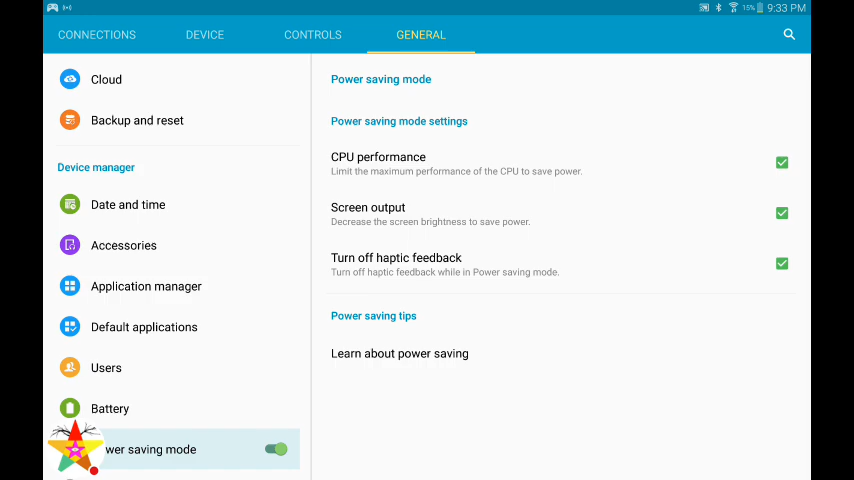 15% 9:33 PM
CONNECTIONS DEVICE CONTROLS GENERAL
Cloud
Backup and reset
Device manager
Date and time
Accessories
Application manager
Default applications
Users
Battery
wer saving mode
Power saving mode
Power saving mode settings
CPU performance
Limit the maximum performance of the CPU to save power.
Screen output
Decrease the screen brightness to save power.
Turn off haptic feedback
Turn off haptic feedback while in Power saving mode.
Power saving tips
Learn about power saving